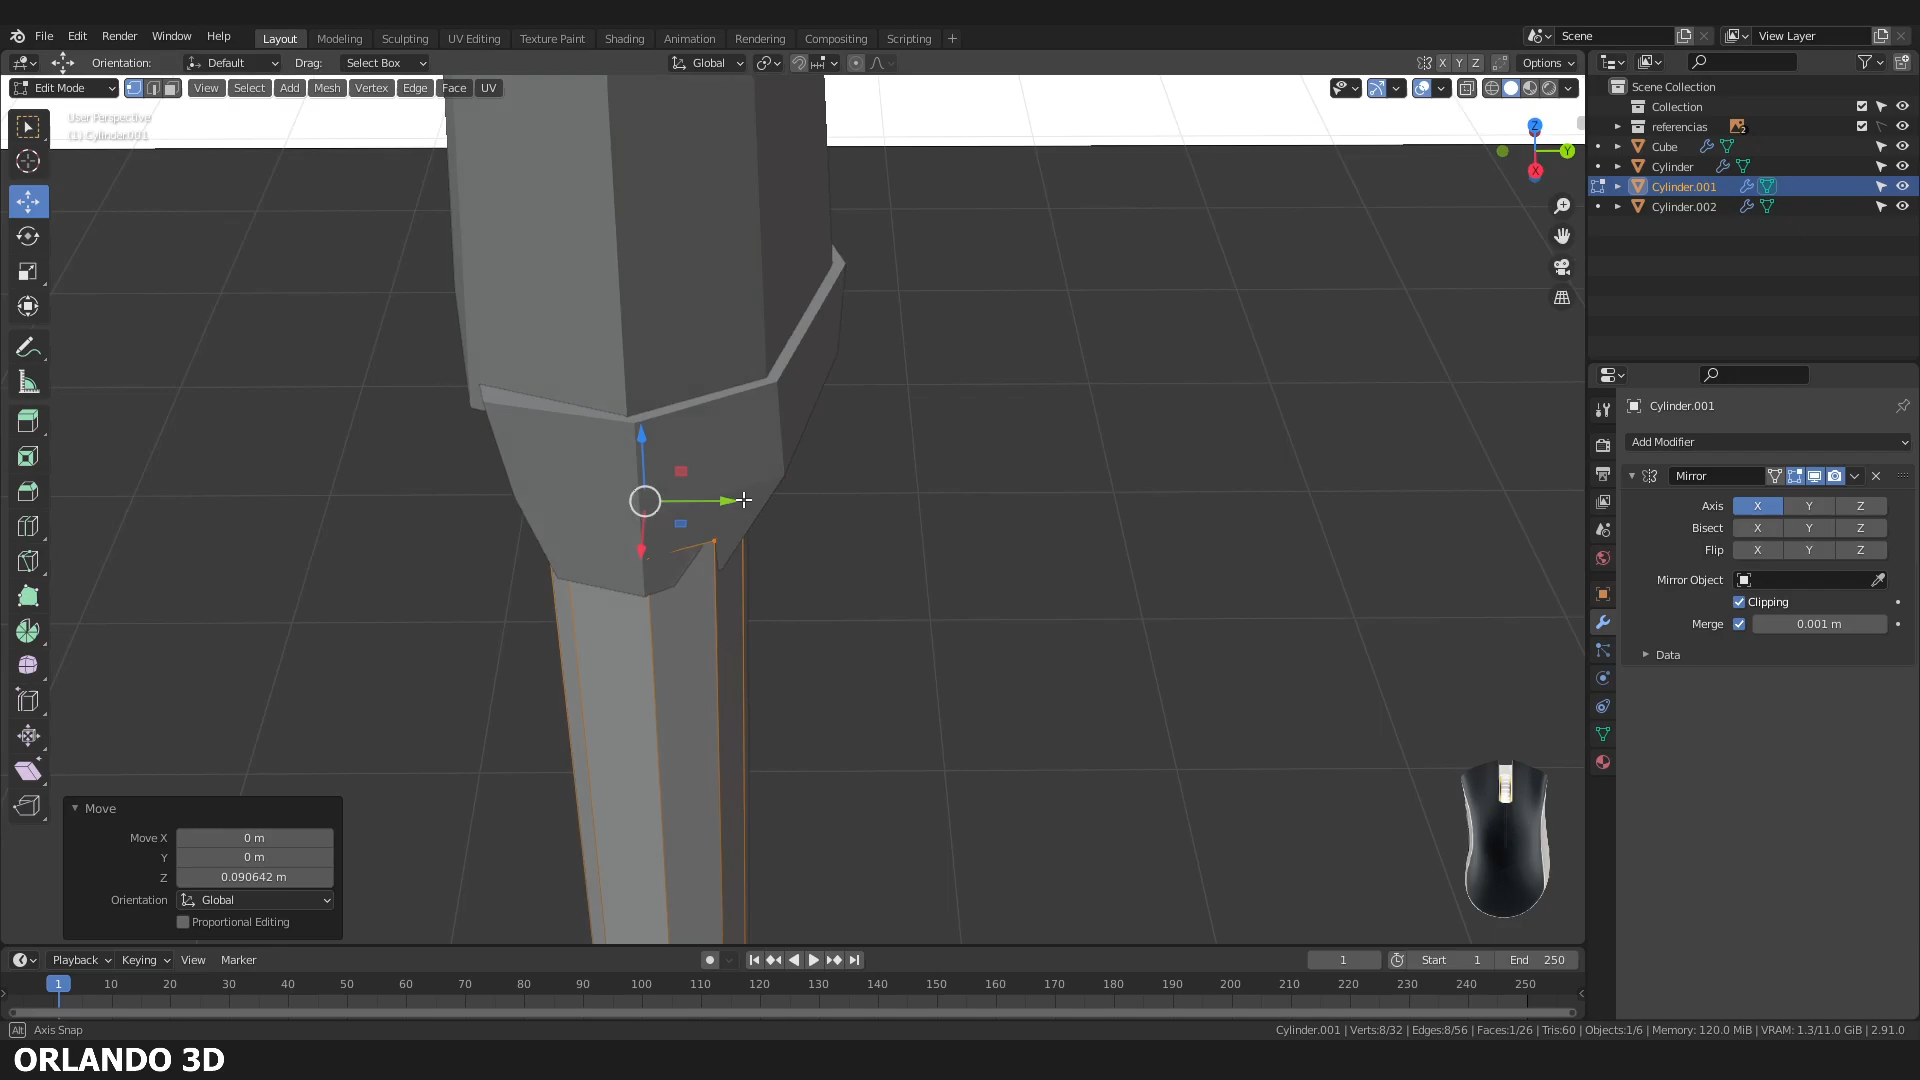 File Edit Render Window Help Layout Modeling Sculpting UV Editing Texture Paint Shading Animation Rendering Compositing Scripting + Scene View Layer
Orientation: Default Drag: Select Box Global X Y Z Options
Edit Mode View Select Add Mesh Vertex Edge Face UV
User Perspective
(1) Cylinder.001
Z
Y
X
Scene Collection
Collection
referencias 2
Cube
Cylinder
Cylinder.001
Cylinder.002
Cylinder.001
Add Modifier
Mirror
Axis X Y Z
Bisect X Y Z
Flip X Y Z
Mirror Object
Clipping
Merge 0.001 m
Data
Move
Move X 0 m
Y 0 m
Z 0.090642 m
Orientation Global
Proportional Editing
Playback Keying View Marker 1 Start 1 End 250
1 10 20 30 40 50 60 70 80 90 100 110 120 130 140 150 160 170 180 190 200 210 220 230 240 250
Alt Axis Snap Cylinder.001 | Verts:8/32 | Edges:8/56 | Faces:1/26 | Tris:60 | Objects:1/6 | Memory: 120.0 MiB | VRAM: 1.3/11.0 GiB | 2.91.0
ORLANDO 3D